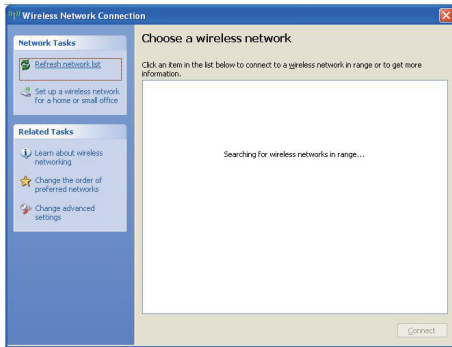 Wireless Network Connection
Network Tasks
Refresh network list
Set up a wireless network
for a home or small office
Related Tasks
Learn about wireless
networking
Change the order of
preferred networks
Change advanced
settings
Choose a wireless network
Click an item in the list below to connect to a wireless network in range or to get more
information.
Searching for wireless networks in range...
Connect